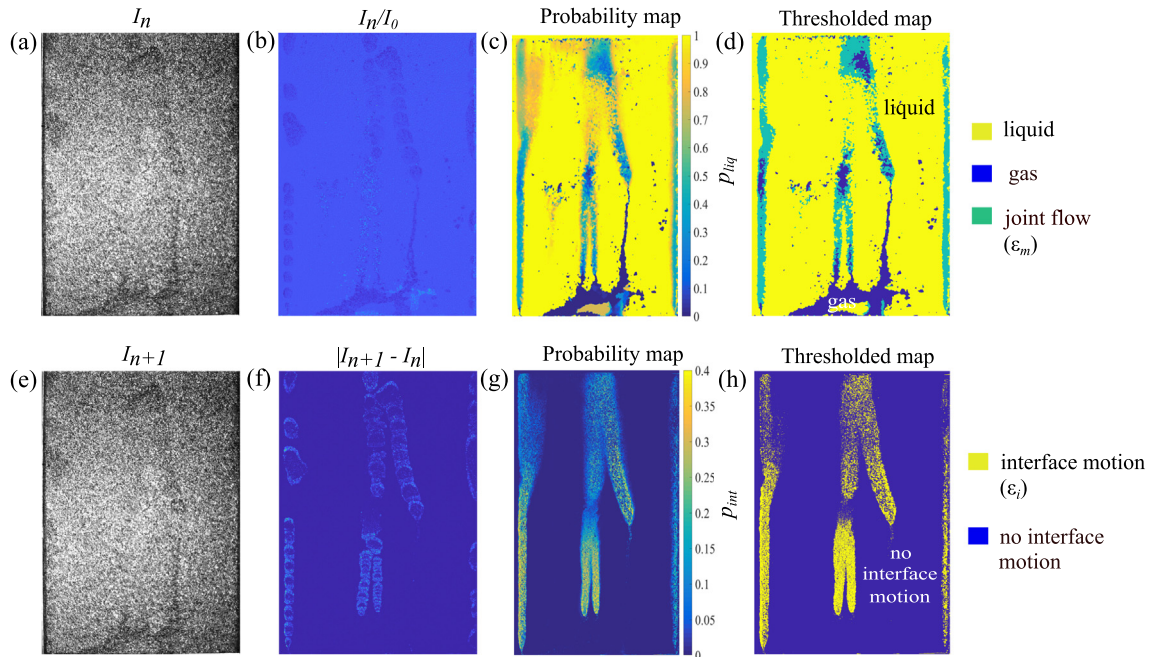 I_n
I_n/I_0
Probability map
Thresholded map
(a)
(b)
(c)
(d)
1
0.9
0.8
0.7
0.6
0.5
0.4
0.3
0.2
0.1
0
p_liq
liquid
gas
liquid
gas
joint flow
(ε_m)
I_{n+1}
|I_{n+1} - I_n|
Probability map
Thresholded map
(e)
(f)
(g)
(h)
0.4
0.35
0.3
0.25
0.2
0.15
0.1
0.05
0
p_int
no
interface
motion
interface motion
(ε_i)
no interface
motion